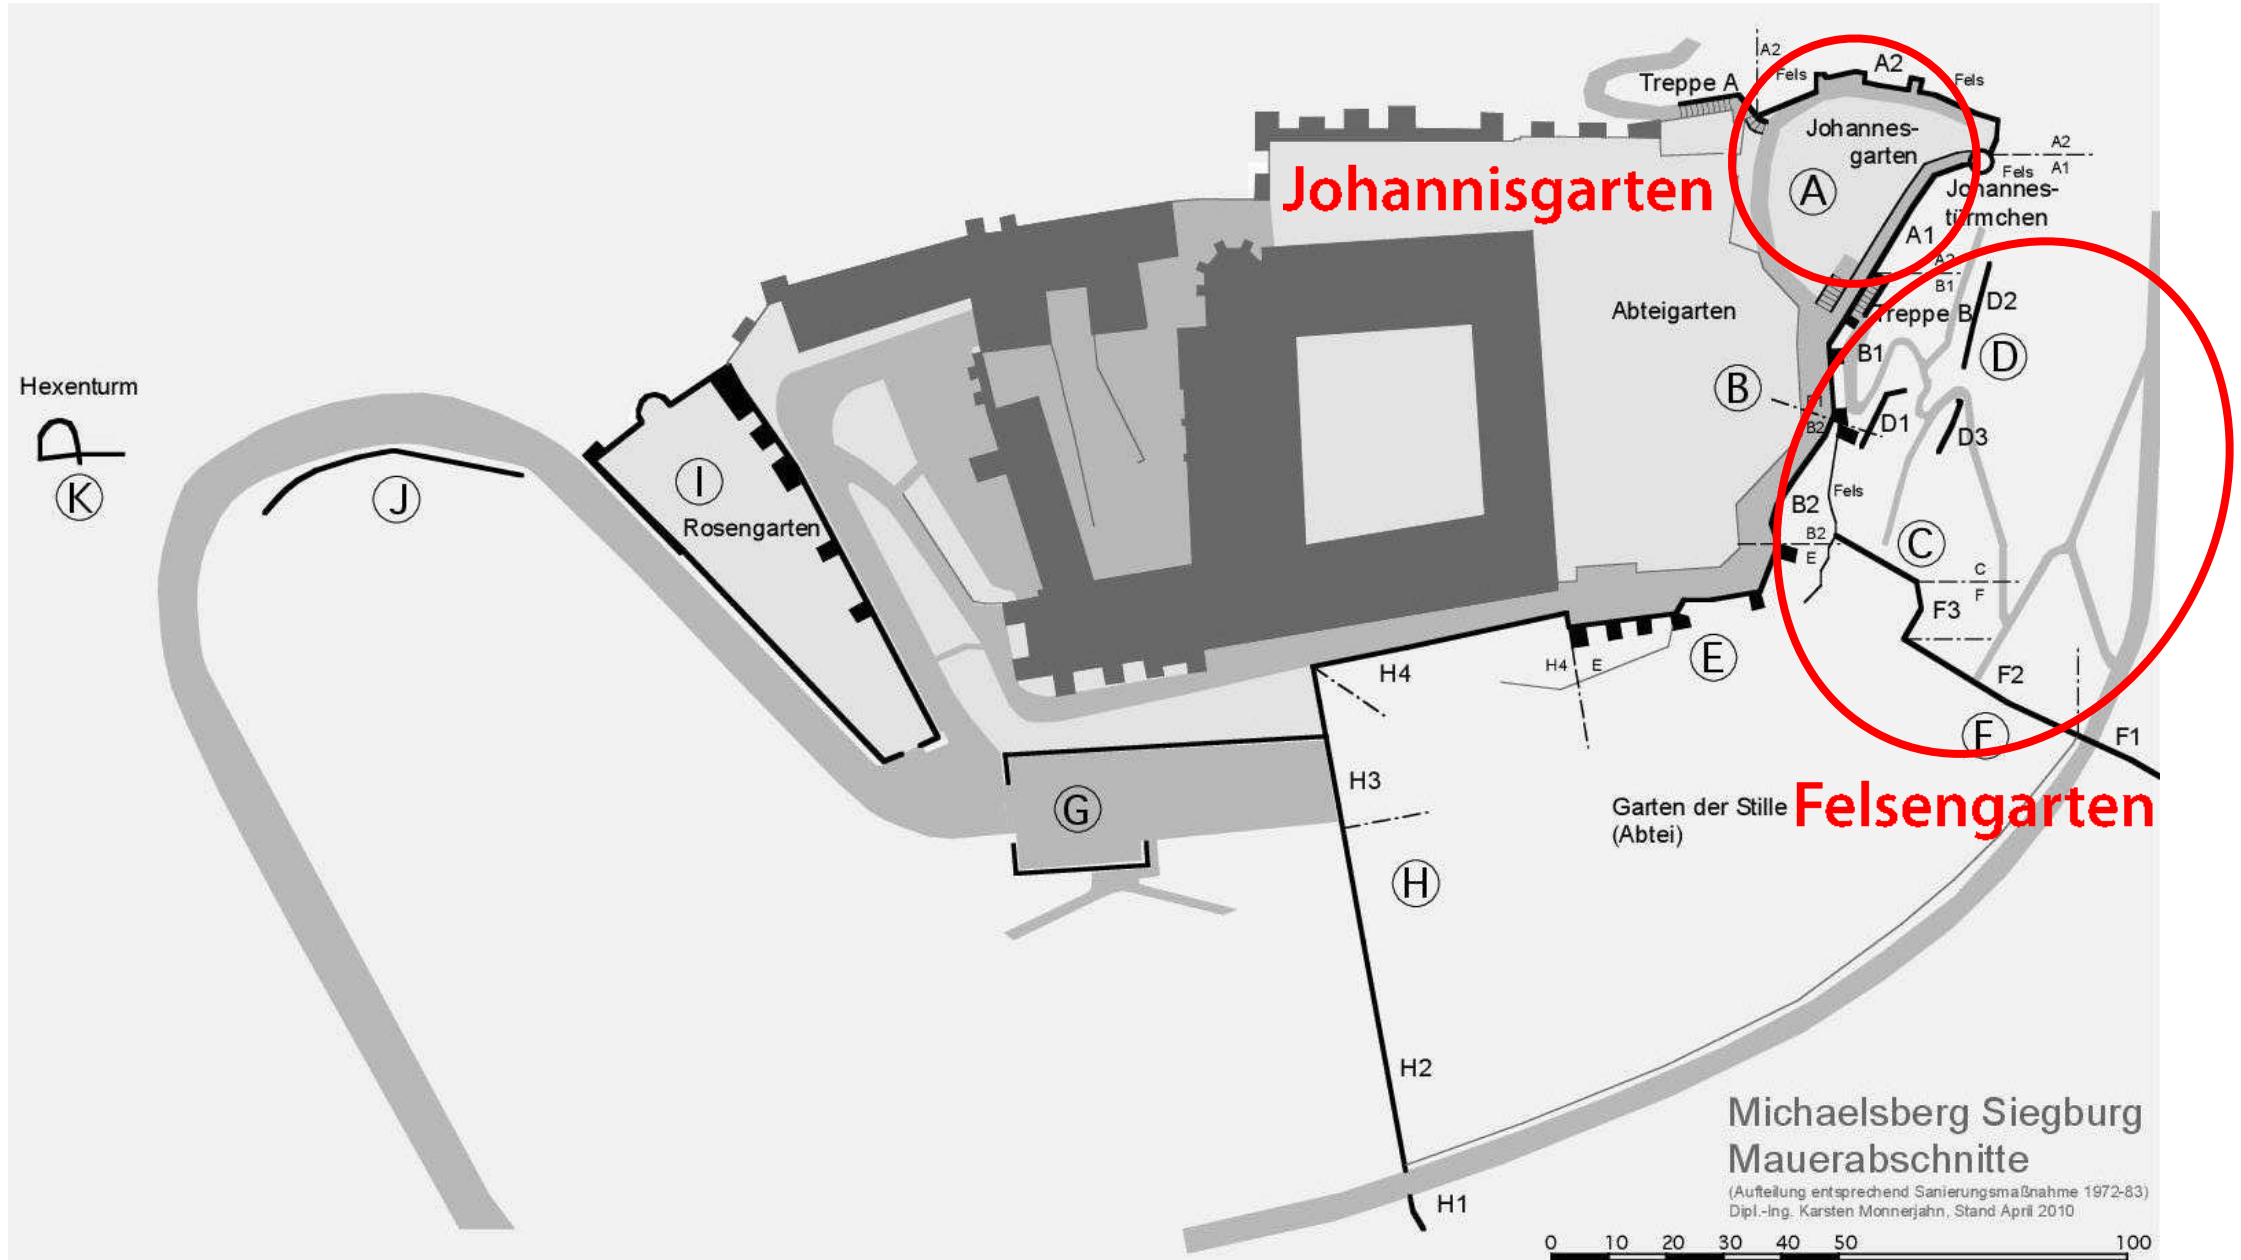 A2
Fels
A2
Fels
Treppe A
Johannes-
garten
A2
A1
Fels
Johannisgarten
A
Johannes-
türmchen
A1
A2
B1
Abteigarten
Treppe B
D2
B1
D
Hexenturm
B
B1
B2
D1
D3
K
J
I
Rosengarten
B2
Fels
B2
E
C
C
F
F3
H4
H4
E
E
F2
F
F1
H3
G
Garten der Stille
(Abtei)
Felsengarten
H
H2
H1
Michaelsberg Siegburg
Mauerabschnitte
(Aufteilung entsprechend Sanierungsmaßnahme 1972-83)
Dipl.-Ing. Karsten Monnerjahn, Stand April 2010
0 10 20 30 40 50 100